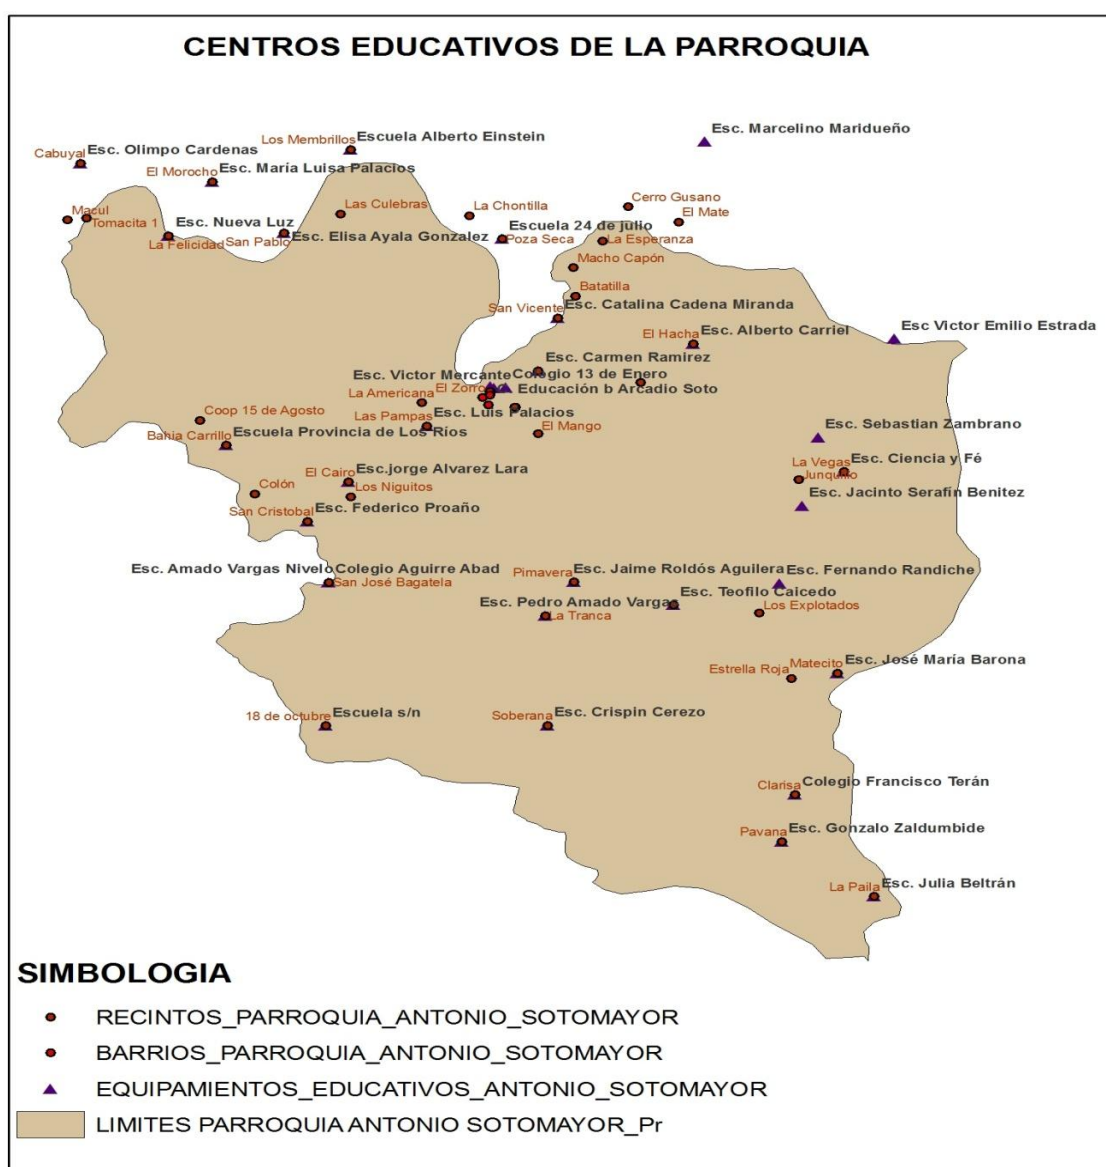 CENTROS EDUCATIVOS DE LA PARROQUIA
Esc. Marcelino Maridueño
Los Membrillos
Escuela Alberto Einstein
Cabuyal
Esc. Olimpo Cardenas
El Morocho
Esc. María Luisa Palacios
Macul
Tomacita 1
Las Culebras
La Chontilla
Cerro Gusano
El Mate
Esc. Nueva Luz
La Felicidad
San Pablo
Esc. Elisa Ayala Gonzalez
Escuela 24 de julio
Poza Seca
La Esperanza
Macho Capón
Batatilla
San Vicente
Esc. Catalina Cadena Miranda
El Hacha
Esc. Alberto Carriel
Esc Victor Emilio Estrada
Esc. Carmen Ramirez
Esc. Victor Mercante
Colegio 13 de Enero
La Americana
El Zorro
Educación b Arcadio Soto
Las Pampas
Esc. Luis Palacios
El Mango
Coop 15 de Agosto
Bahia Carrillo
Escuela Provincia de Los Ríos
Esc. Sebastian Zambrano
La Vegas
Esc. Ciencia y Fé
Junquillo
Esc. Jacinto Serafín Benitez
El Cairo
Esc.jorge Alvarez Lara
Los Niguitos
Colón
San Cristobal
Esc. Federico Proaño
Esc. Amado Vargas Nivelo
Colegio Aguirre Abad
San José Bagatela
Pimavera
Esc. Jaime Roldós Aguilera
Esc. Fernando Randiche
Esc. Pedro Amado Vargas
La Tranca
Esc. Teofilo Caicedo
Los Explotados
Estrella Roja
Matecito
Esc. José María Barona
18 de octubre
Escuela s/n
Soberana
Esc. Crispin Cerezo
Clarisa
Colegio Francisco Terán
Pavana
Esc. Gonzalo Zaldumbide
La Paila
Esc. Julia Beltrán
SIMBOLOGIA
RECINTOS_PARROQUIA_ANTONIO_SOTOMAYOR
BARRIOS_PARROQUIA_ANTONIO_SOTOMAYOR
EQUIPAMIENTOS_EDUCATIVOS_ANTONIO_SOTOMAYOR
LIMITES PARROQUIA ANTONIO SOTOMAYOR_Pr